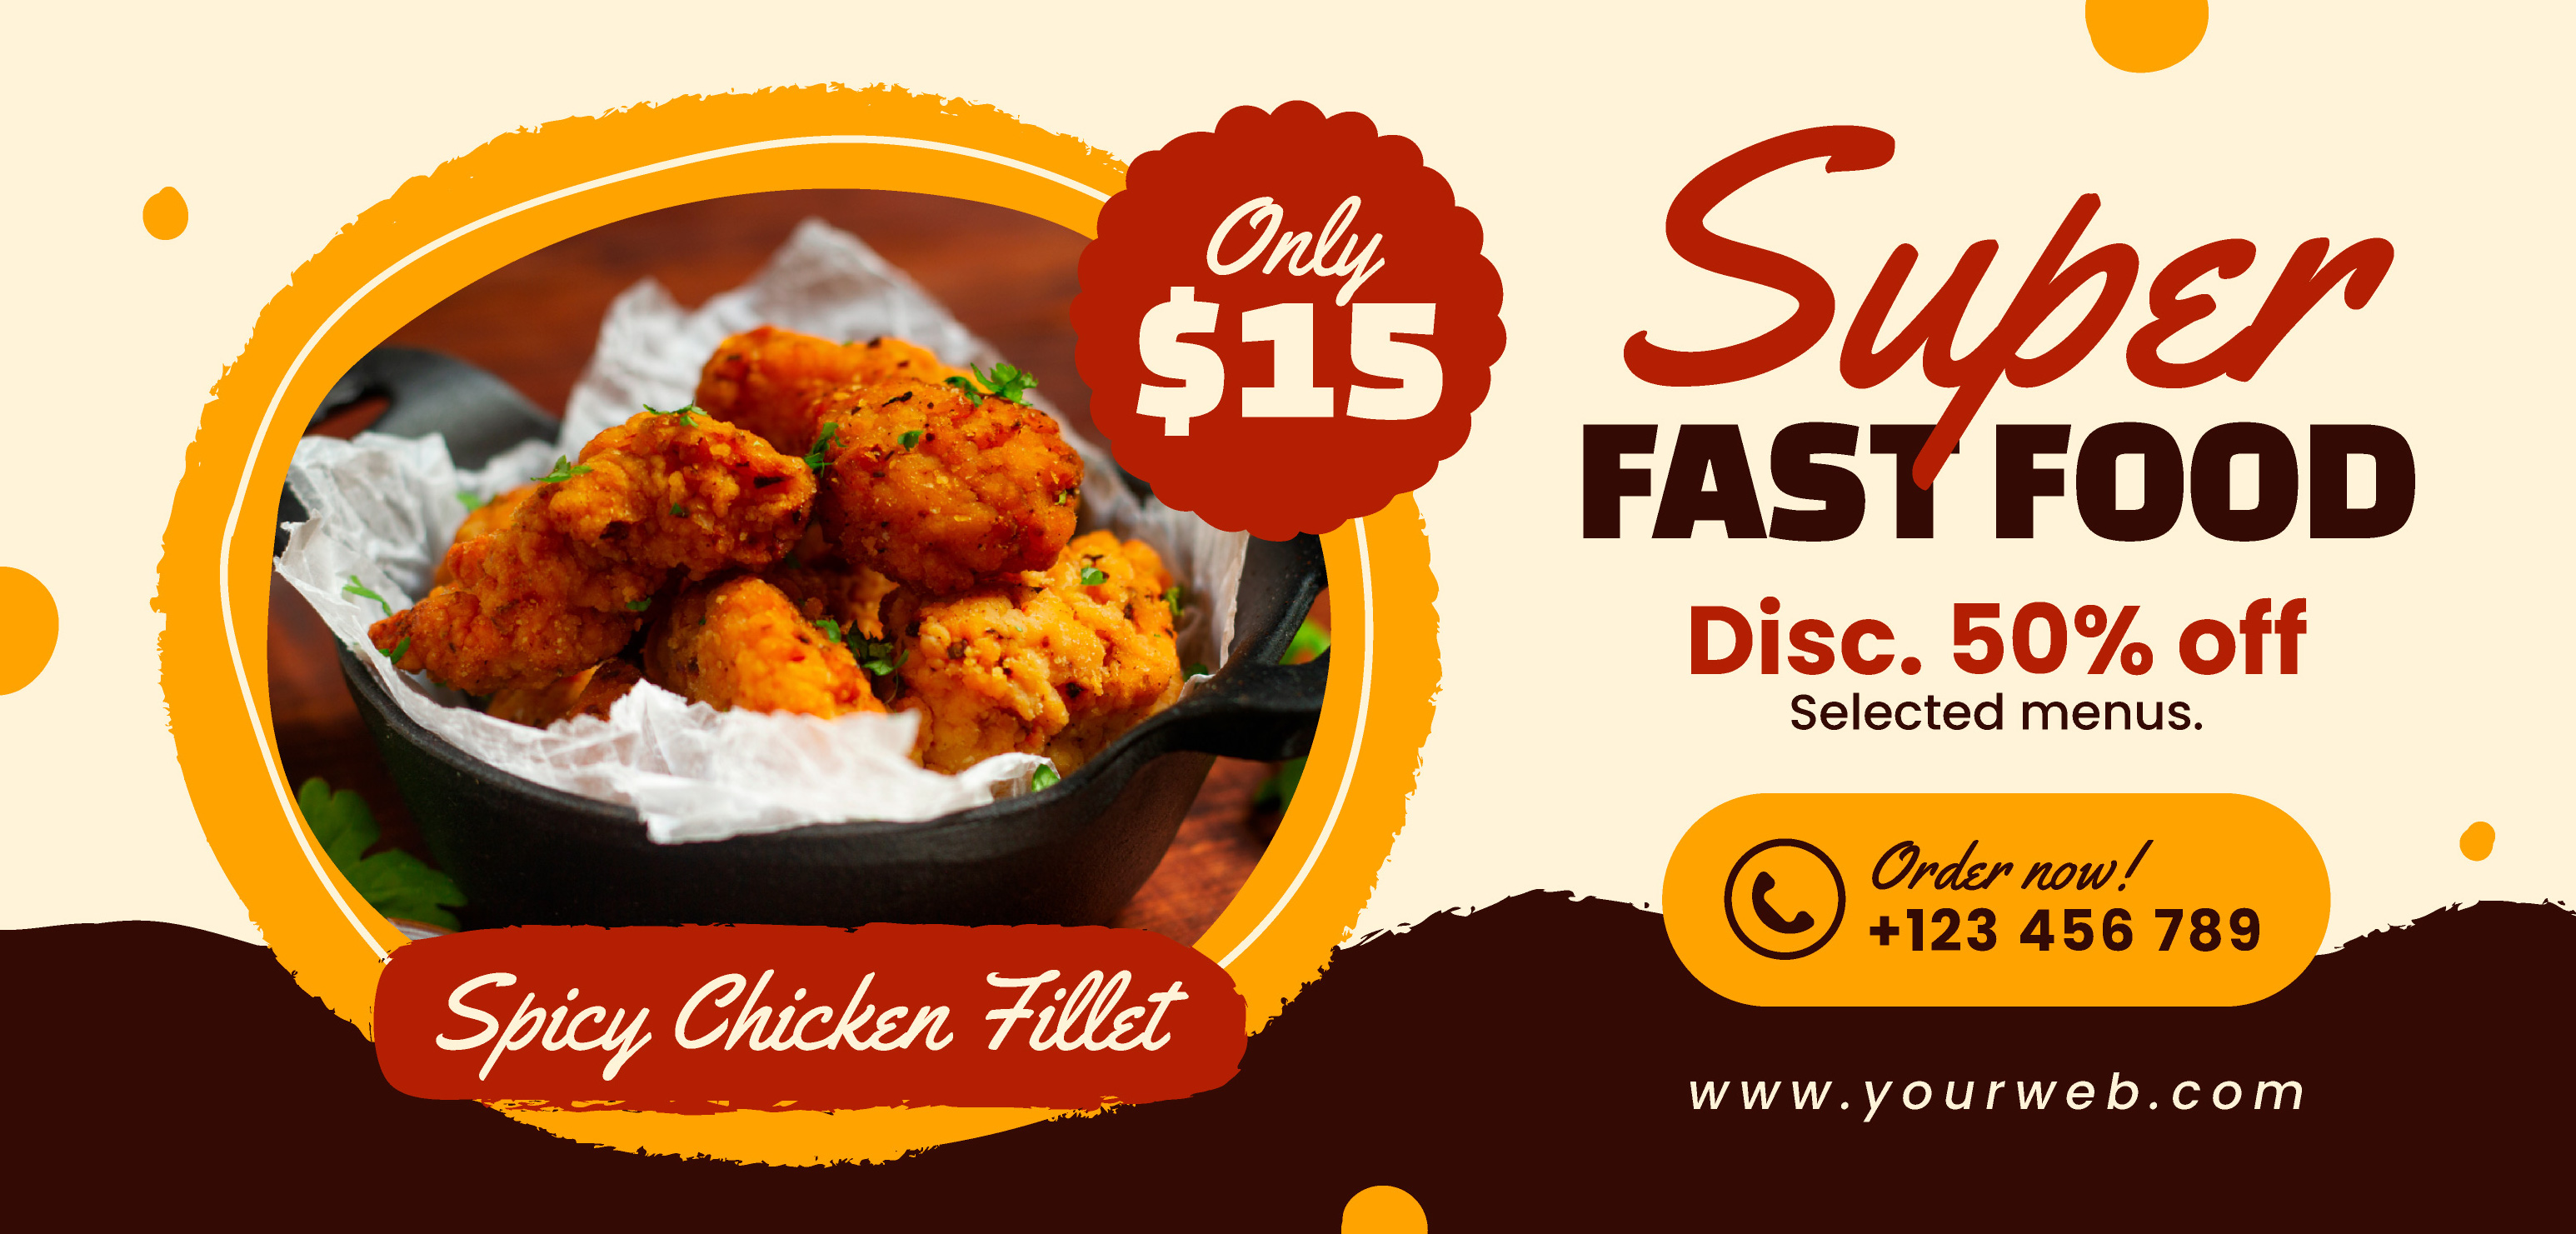 Only
$15
Spicy Chicken Fillet
Super
FAST FOOD
Disc. 50% off
Selected menus.
Order now!
+123 456 789
www.yourweb.com